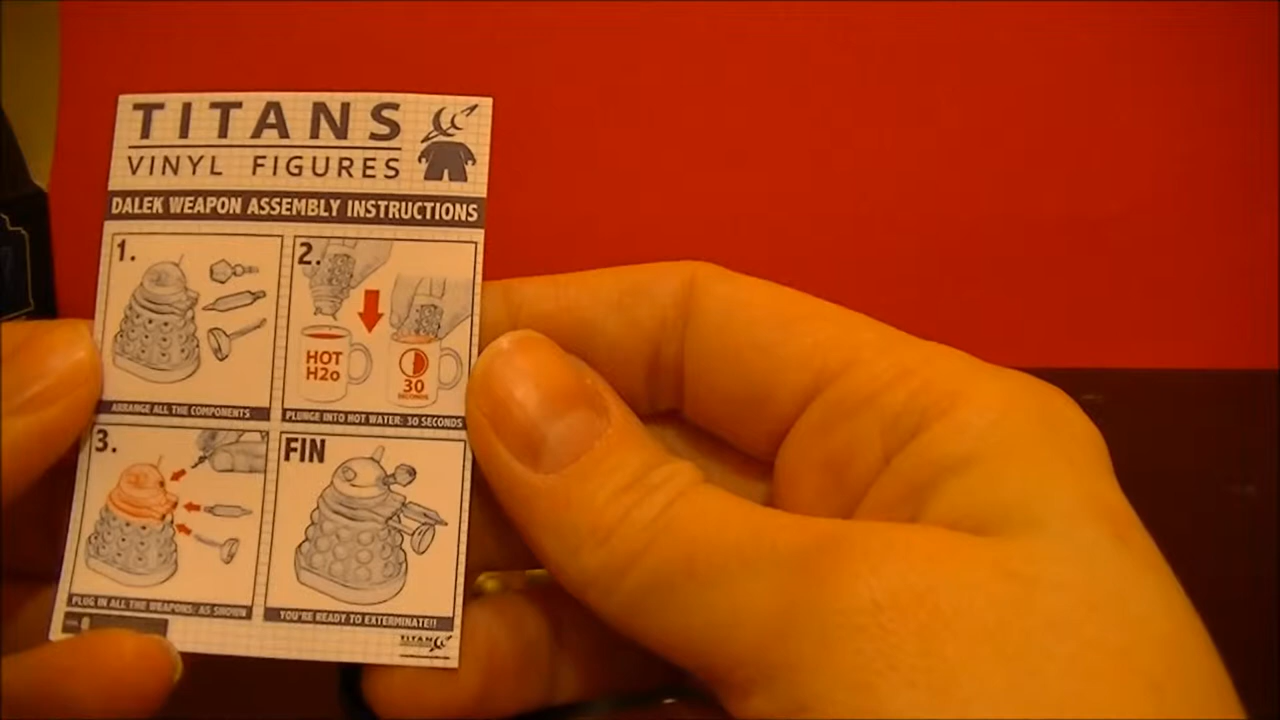 TITANS
VINYL FIGURES
DALEK WEAPON ASSEMBLY INSTRUCTIONS
1.
ARRANGE ALL THE COMPONENTS
2.
HOT
H2o
30
SECONDS
PLUNGE INTO HOT WATER: 30 SECONDS
3.
PLUG IN ALL THE WEAPONS: AS SHOWN
FIN
YOU'RE READY TO EXTERMINATE!!
TITAN